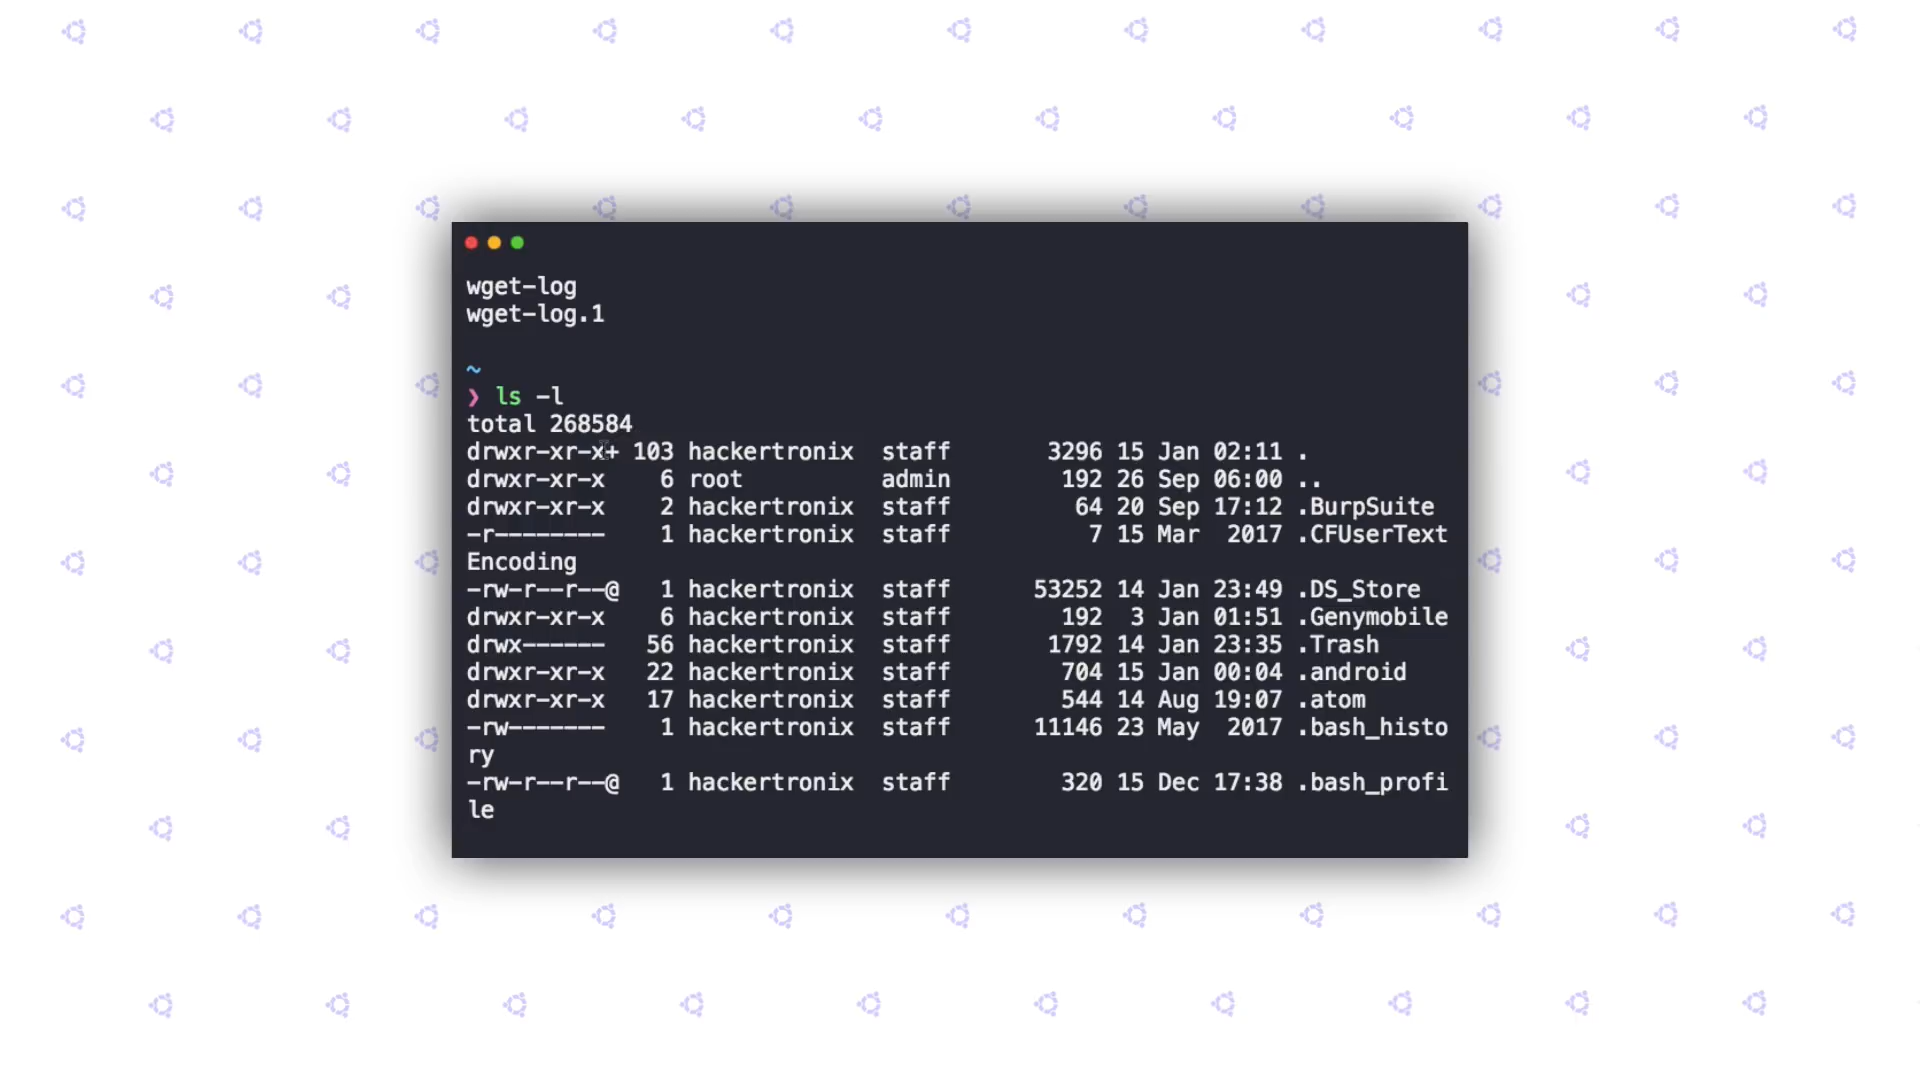 wget-log
wget-log.1
~
❯ ls -l
total 268584
drwxr-xr-x+ 103 hackertronix  staff       3296 15 Jan 02:11 .
drwxr-xr-x    6 root          admin        192 26 Sep 06:00 ..
drwxr-xr-x    2 hackertronix  staff         64 20 Sep 17:12 .BurpSuite
-r--------    1 hackertronix  staff          7 15 Mar  2017 .CFUserText
Encoding
-rw-r--r--@   1 hackertronix  staff      53252 14 Jan 23:49 .DS_Store
drwxr-xr-x    6 hackertronix  staff        192  3 Jan 01:51 .Genymobile
drwx------   56 hackertronix  staff       1792 14 Jan 23:35 .Trash
drwxr-xr-x   22 hackertronix  staff        704 15 Jan 00:04 .android
drwxr-xr-x   17 hackertronix  staff        544 14 Aug 19:07 .atom
-rw-------    1 hackertronix  staff      11146 23 May  2017 .bash_histo
ry
-rw-r--r--@   1 hackertronix  staff        320 15 Dec 17:38 .bash_profi
le